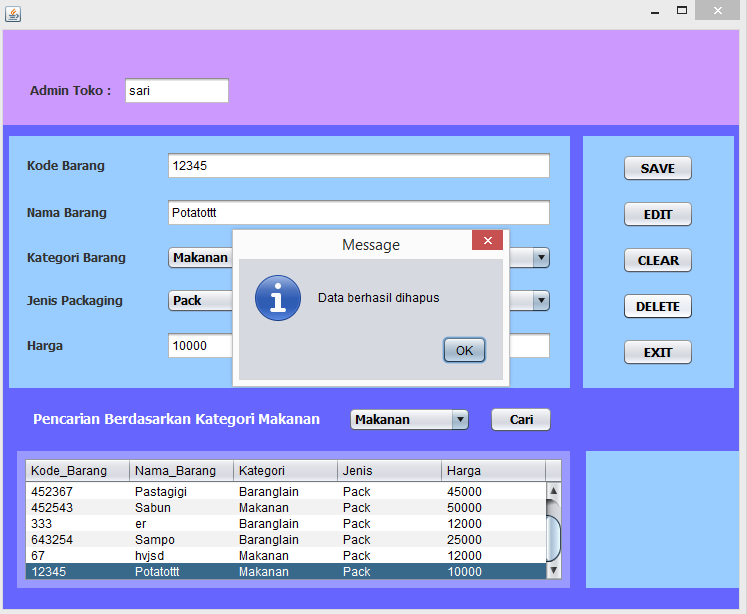 Admin Toko : sari
Kode Barang 12345 SAVE
Nama Barang Potatottt EDIT
Message
Kategori Barang Makanan CLEAR
Data berhasil dihapus
Jenis Packaging Pack DELETE
Harga 10000 OK EXIT
Pencarian Berdasarkan Kategori Makanan Makanan Cari
Kode_Barang Nama_Barang Kategori Jenis Harga
452367 Pastagigi Baranglain Pack 45000
452543 Sabun Makanan Pack 50000
333 er Baranglain Pack 12000
643254 Sampo Baranglain Pack 25000
67 hvjsd Makanan Pack 12000
12345 Potatottt Makanan Pack 10000